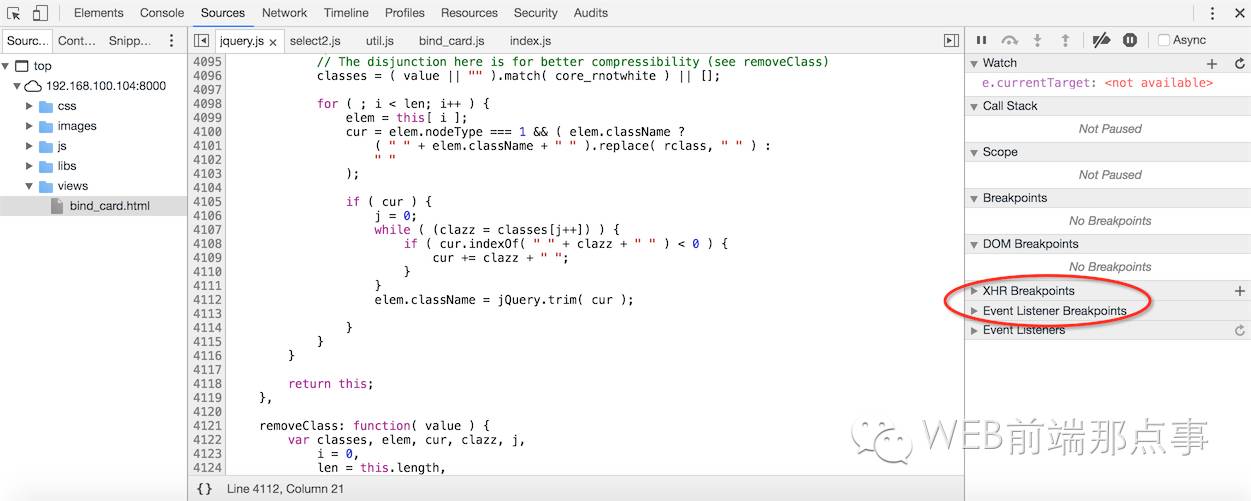 Elements Console Sources Network Timeline Profiles Resources Security Audits
Sourc... Cont... Snipp...
jquery.js × select2.js util.js bind_card.js index.js
Async
top
192.168.100.104:8000
css
images
js
libs
views
bind_card.html
4095 // The disjunction here is for better compressibility (see removeClass)
4096 classes = ( value || "" ).match( core_rnotwhite ) || [];
4097
4098 for ( ; i < len; i++ ) {
4099 elem = this[ i ];
4100 cur = elem.nodeType === 1 && ( elem.className ?
4101 ( " " + elem.className + " " ).replace( rclass, " " ) :
4102 " "
4103 );
4104
4105 if ( cur ) {
4106 j = 0;
4107 while ( (clazz = classes[j++]) ) {
4108 if ( cur.indexOf( " " + clazz + " " ) < 0 ) {
4109 cur += clazz + " ";
4110 }
4111 }
4112 elem.className = jQuery.trim( cur );
4113
4114 }
4115 }
4116 }
4117
4118 return this;
4119 },
4120
4121 removeClass: function( value ) {
4122 var classes, elem, cur, clazz, j,
4123 i = 0,
4124 len = this.length,
{} Line 4112, Column 21
Watch
e.currentTarget: <not available>
Call Stack
Not Paused
Scope
Not Paused
Breakpoints
No Breakpoints
DOM Breakpoints
No Breakpoints
XHR Breakpoints
Event Listener Breakpoints
Event Listeners
WEB前端那点事